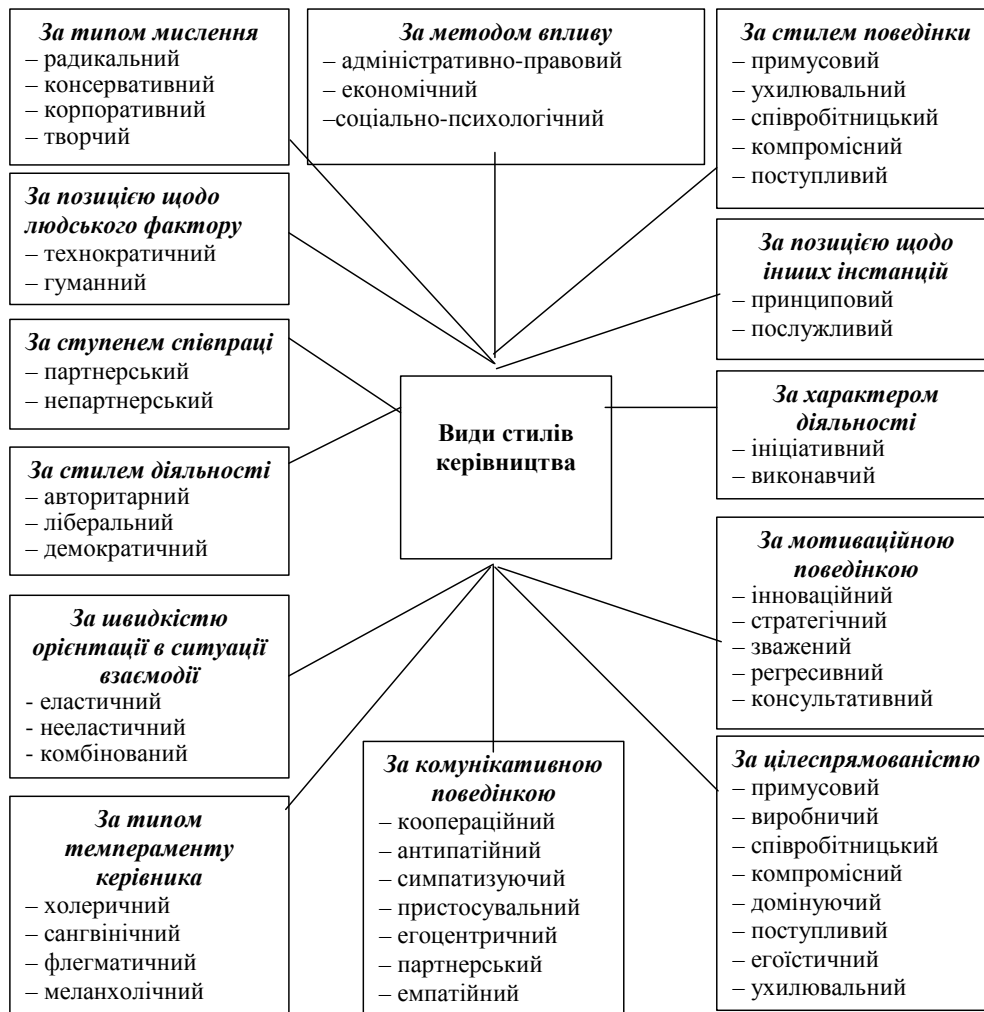 За типом мислення
– радикальний
– консервативний
– корпоративний
– творчий
За методом впливу
– адміністративно-правовий
– економічний
–соціально-психологічний
За стилем поведінки
– примусовий
– ухилювальний
– співробітницький
– компромісний
– поступливий
За позицією щодо
людського фактору
– технократичний
– гуманний
За позицією щодо
інших інстанцій
– принциповий
– послужливий
За ступенем співпраці
– партнерський
– непартнерський
Види стилів
керівництва
За характером
діяльності
– ініціативний
– виконавчий
За стилем діяльності
– авторитарний
– ліберальний
– демократичний
За мотиваційною
поведінкою
– інноваційний
– стратегічний
– зважений
– регресивний
– консультативний
За швидкістю
орієнтації в ситуації
взаємодії
- еластичний
- нееластичний
- комбінований
За комунікативною
поведінкою
– коопераційний
– антипатійний
– симпатизуючий
– пристосувальний
– егоцентричний
– партнерський
– емпатійний
За цілеспрямованістю
– примусовий
– виробничий
– співробітницький
– компромісний
– домінуючий
– поступливий
– егоїстичний
– ухилювальний
За типом
темпераменту
керівника
– холеричний
– сангвінічний
– флегматичний
– меланхолічний